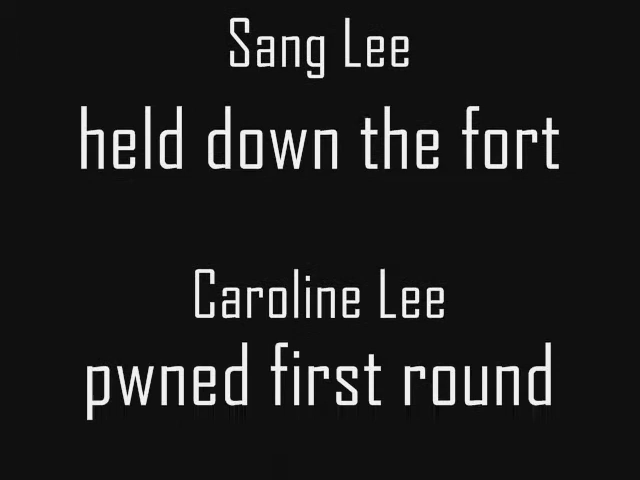 Sang Lee
held down the fort
Caroline Lee
pwned first round